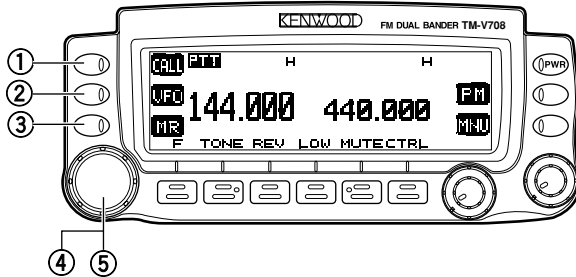 KENWOOD FM DUAL BANDER TM-V708
① CALL PTT H H PWR
② VFO 144.000 440.000 PM
③ MR MNU
F TONE REV LOW MUTE CTRL
④ ⑤